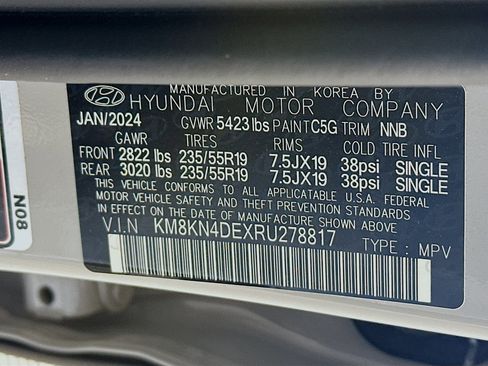 MANUFACTURED IN KOREA BY
HYUNDAI MOTOR COMPANY
JAN/2024 GVWR 5423 lbs PAINT C5G TRIM NNB
GAWR TIRES RIMS COLD TIRE INFL
FRONT 2822 lbs 235/55R19 7.5JX19 38psi SINGLE
REAR 3020 lbs 235/55R19 7.5JX19 38psi SINGLE
THIS VEHICLE CONFORMS TO ALL APPLICATABLE U.S.A. FEDERAL
MOTOR VEHICLE SAFETY AND THEFT PREVENTION STANDARDS IN
EFFECT ON THE DATE OF MANUFACTURE SHOWN ABOVE.
V.I.N KM8KN4DEXRU278817
TYPE : MPV
N08